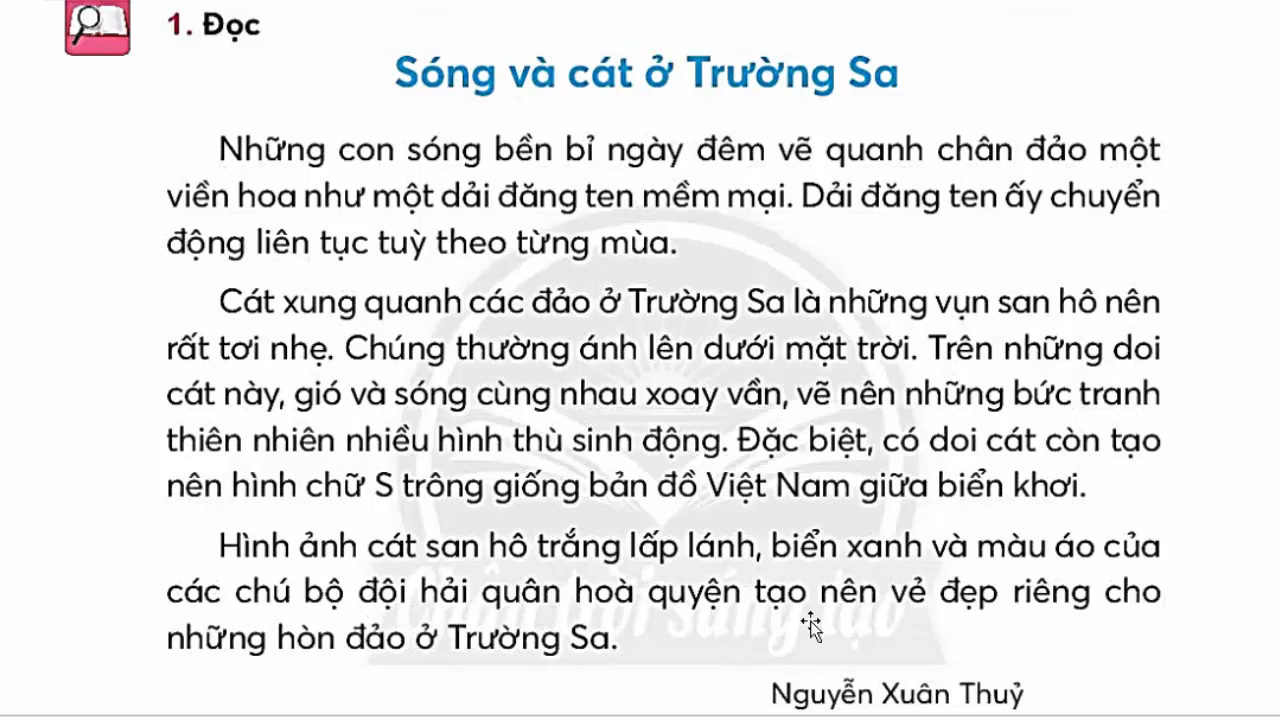 1. Đọc
Sóng và cát ở Trường Sa
Những con sóng bền bỉ ngày đêm vẽ quanh chân đảo một
viền hoa như một dải đăng ten mềm mại. Dải đăng ten ấy chuyển
động liên tục tuỳ theo từng mùa.
Cát xung quanh các đảo ở Trường Sa là những vụn san hô nên
rất tơi nhẹ. Chúng thường ánh lên dưới mặt trời. Trên những doi
cát này, gió và sóng cùng nhau xoay vần, vẽ nên những bức tranh
thiên nhiên nhiều hình thù sinh động. Đặc biệt, có doi cát còn tạo
nên hình chữ S trông giống bản đồ Việt Nam giữa biển khơi.
Hình ảnh cát san hô trắng lấp lánh, biển xanh và màu áo của
các chú bộ đội hải quân hoà quyện tạo nên vẻ đẹp riêng cho
những hòn đảo ở Trường Sa.
Chân trời sáng tạo
Nguyễn Xuân Thuỷ